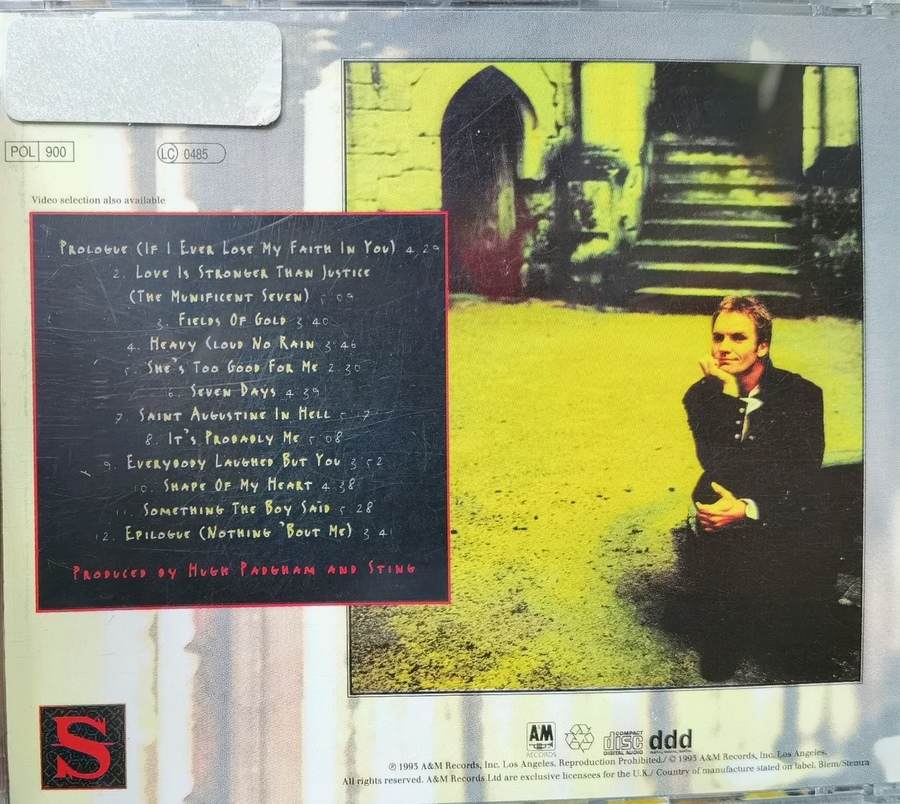 POL 900
LC 0485
Video selection also available
PROLOGUE (IF I EVER LOSE MY FAITH IN YOU) 4 29
2. LOVE IS STRONGER THAN JUSTICE
(THE MUNIFICENT SEVEN) 5 09
3. FIELDS OF GOLD 3 40
4. HEAVY CLOUD NO RAIN 3 46
5. SHE'S TOO GOOD FOR ME 2 30
6. SEVEN DAYS 4 39
7. SAINT AUGUSTINE IN HELL 5 17
8. IT'S PROBABLY ME 5 08
9. EVERYBODY LAUGHED BUT YOU 3 52
10. SHAPE OF MY HEART 4 38
11. SOMETHING THE BOY SAID 5 28
12. EPILOGUE (NOTHING 'BOUT ME) 3 41
PRODUCED BY HUGH PADGHAM AND STING
S
A&M RECORDS
COMPACT disc DIGITAL AUDIO
ddd
℗ 1993 A&M Records, Inc. Los Angeles. Reproduction Prohibited./ © 1993 A&M Records, Inc. Los Angeles.
All rights reserved. A&M Records Ltd are exclusive licensees for the U.K./ Country of manufacture stated on label. Biem/Stemra